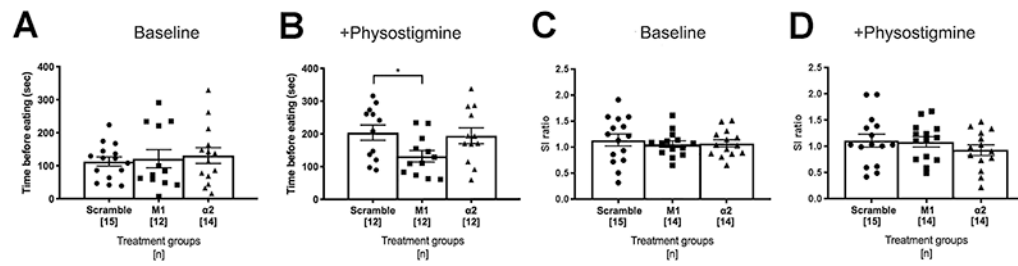 A
Baseline
Time before eating (sec)
400
300
200
100
0
Scramble
[15]
M1
[12]
α2
[14]
Treatment groups
[n]
B
+Physostigmine
*
Time before eating (sec)
400
300
200
100
0
Scramble
[12]
M1
[12]
α2
[12]
Treatment groups
[n]
C
Baseline
SI ratio
2.5
2.0
1.5
1.0
0.5
0.0
Scramble
[15]
M1
[14]
α2
[14]
Treatment groups
[n]
D
+Physostigmine
SI ratio
2.5
2.0
1.5
1.0
0.5
0.0
Scramble
[15]
M1
[14]
α2
[14]
Treatment groups
[n]